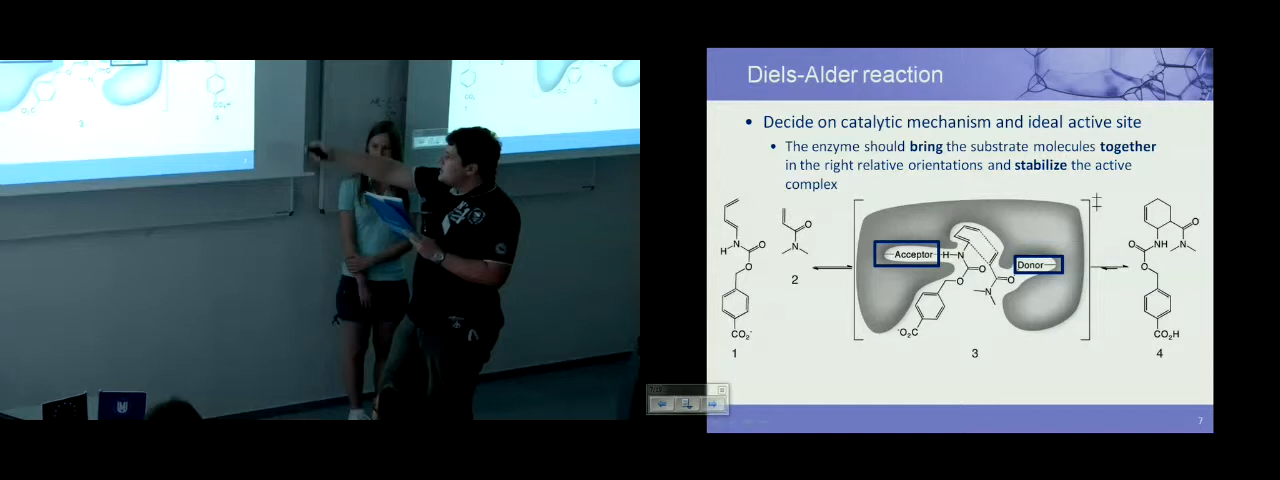 Diels-Alder reaction
• Decide on catalytic mechanism and ideal active site
• The enzyme should bring the substrate molecules together
in the right relative orientations and stabilize the active
complex
H N O O CO₂⁻ 1
O N 2
Acceptor H N O O N O ⁻O₂C Donor 3 ‡
O NH O N O CO₂H 4
7